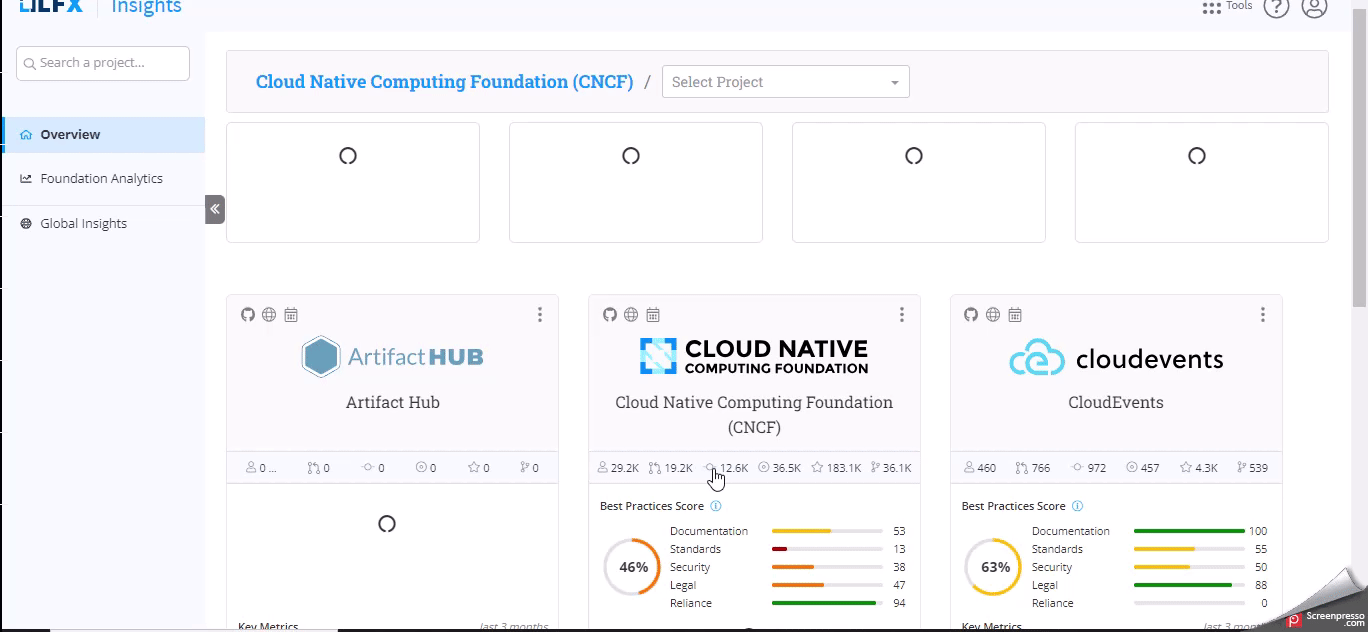 LFX Insights
Tools
?
Search a project...
Cloud Native Computing Foundation (CNCF) / Select Project
Overview
Foundation Analytics
Global Insights
ArtifactHUB
Artifact Hub
0 ... 0 0 0 0 0
CLOUD NATIVE
COMPUTING FOUNDATION
Cloud Native Computing Foundation
(CNCF)
29.2K 19.2K 12.6K 36.5K 183.1K 36.1K
Best Practices Score
46%
Documentation 53
Standards 13
Security 38
Legal 47
Reliance 94
cloudevents
CloudEvents
460 766 972 457 4.3K 539
Best Practices Score
63%
Documentation 100
Standards 55
Security 50
Legal 88
Reliance 0
Key Metrics last 3 months
Key Metrics last 3
Screenpresso
.com